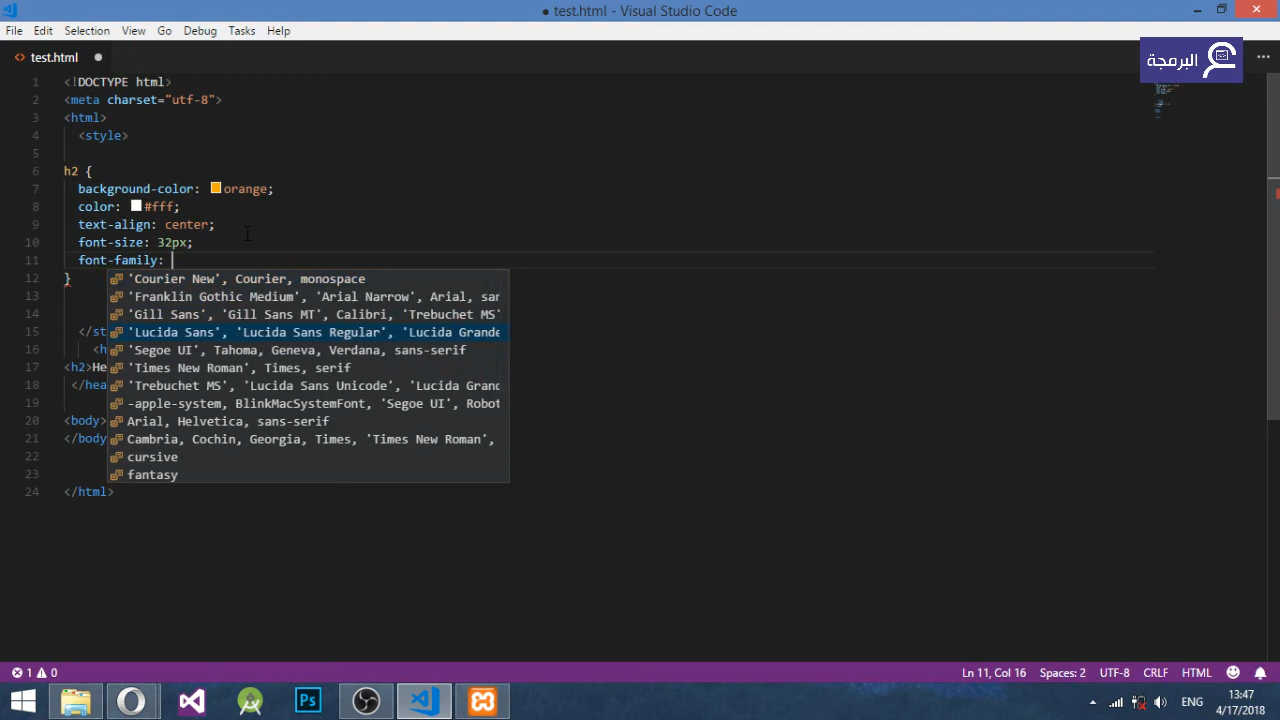 ● test.html - Visual Studio Code
File Edit Selection View Go Debug Tasks Help
<> test.html ●
البرمجة
1 <!DOCTYPE html>
2 <meta charset="utf-8">
3 <html>
4 <style>
5
6 h2 {
7 background-color: orange;
8 color: #fff;
9 text-align: center;
10 font-size: 32px;
11 font-family:
12 }
'Courier New', Courier, monospace
13
'Franklin Gothic Medium', 'Arial Narrow', Arial, san
14
'Gill Sans', 'Gill Sans MT', Calibri, 'Trebuchet MS'
15 </st
'Lucida Sans', 'Lucida Sans Regular', 'Lucida Grande
16 <h
'Segoe UI', Tahoma, Geneva, Verdana, sans-serif
17 <h2>He
'Times New Roman', Times, serif
18 </hea
'Trebuchet MS', 'Lucida Sans Unicode', 'Lucida Grand
19
-apple-system, BlinkMacSystemFont, 'Segoe UI', Robot
20 <body>
Arial, Helvetica, sans-serif
21 </body
Cambria, Cochin, Georgia, Times, 'Times New Roman',
22
cursive
23
fantasy
24 </html>
1 0
Ln 11, Col 16 Spaces: 2 UTF-8 CRLF HTML
Ps
ENG
13:47
4/17/2018